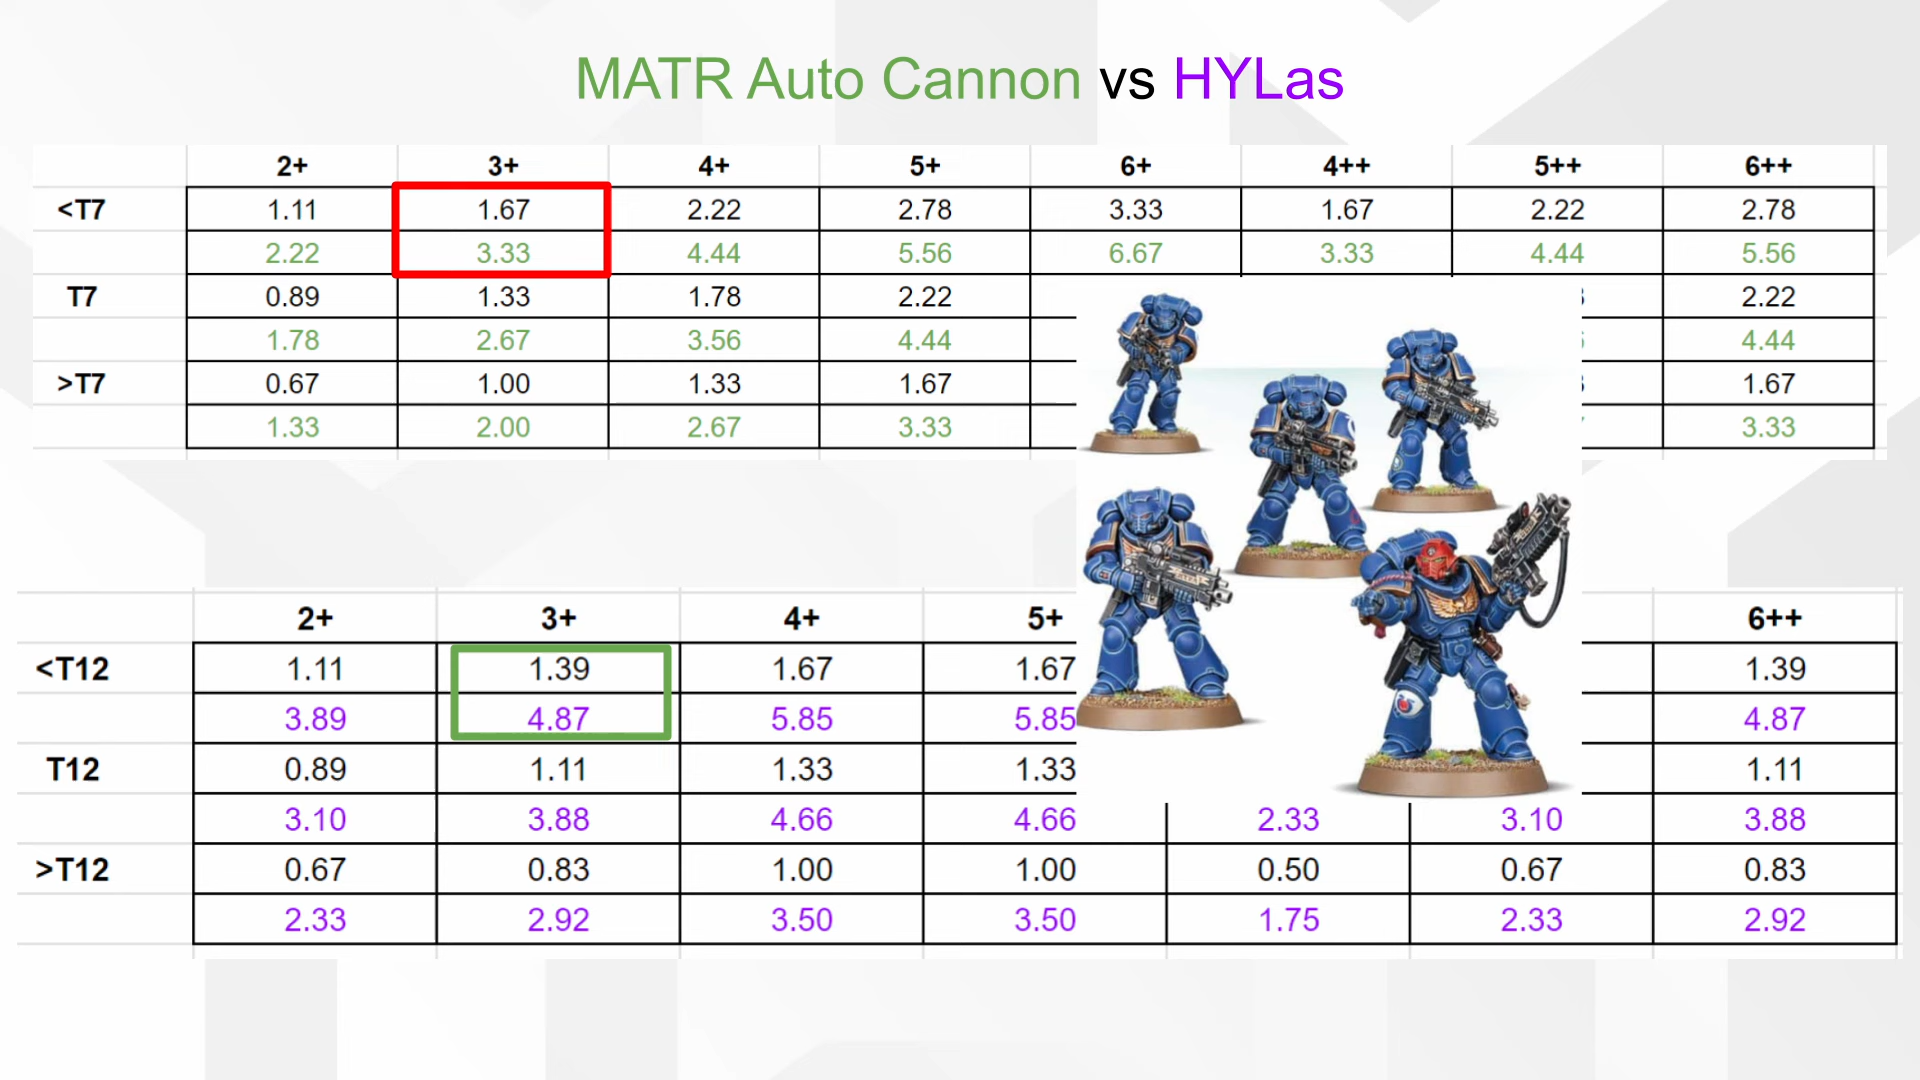 MATR Auto Cannon vs HYLas
2+ 3+ 4+ 5+ 6+ 4++ 5++ 6++
<T7 1.11 1.67 2.22 2.78 3.33 1.67 2.22 2.78
2.22 3.33 4.44 5.56 6.67 3.33 4.44 5.56
T7 0.89 1.33 1.78 2.22 2.22
1.78 2.67 3.56 4.44 4.44
>T7 0.67 1.00 1.33 1.67 1.67
1.33 2.00 2.67 3.33 3.33
2+ 3+ 4+ 5+ 6++
<T12 1.11 1.39 1.67 1.67 1.39
3.89 4.87 5.85 5.85 4.87
T12 0.89 1.11 1.33 1.33 1.11
3.10 3.88 4.66 4.66 2.33 3.10 3.88
>T12 0.67 0.83 1.00 1.00 0.50 0.67 0.83
2.33 2.92 3.50 3.50 1.75 2.33 2.92